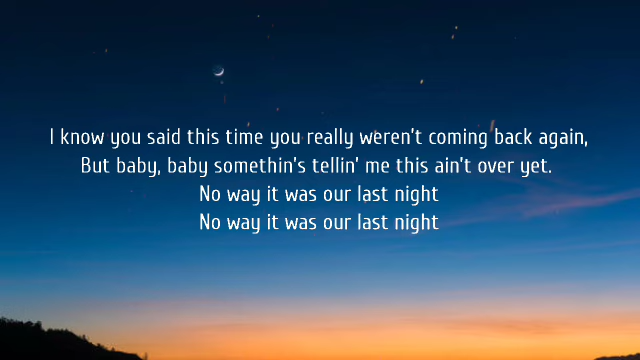 I know you said this time you really weren't coming back again,
But baby, baby somethin's tellin' me this ain't over yet.
No way it was our last night
No way it was our last night